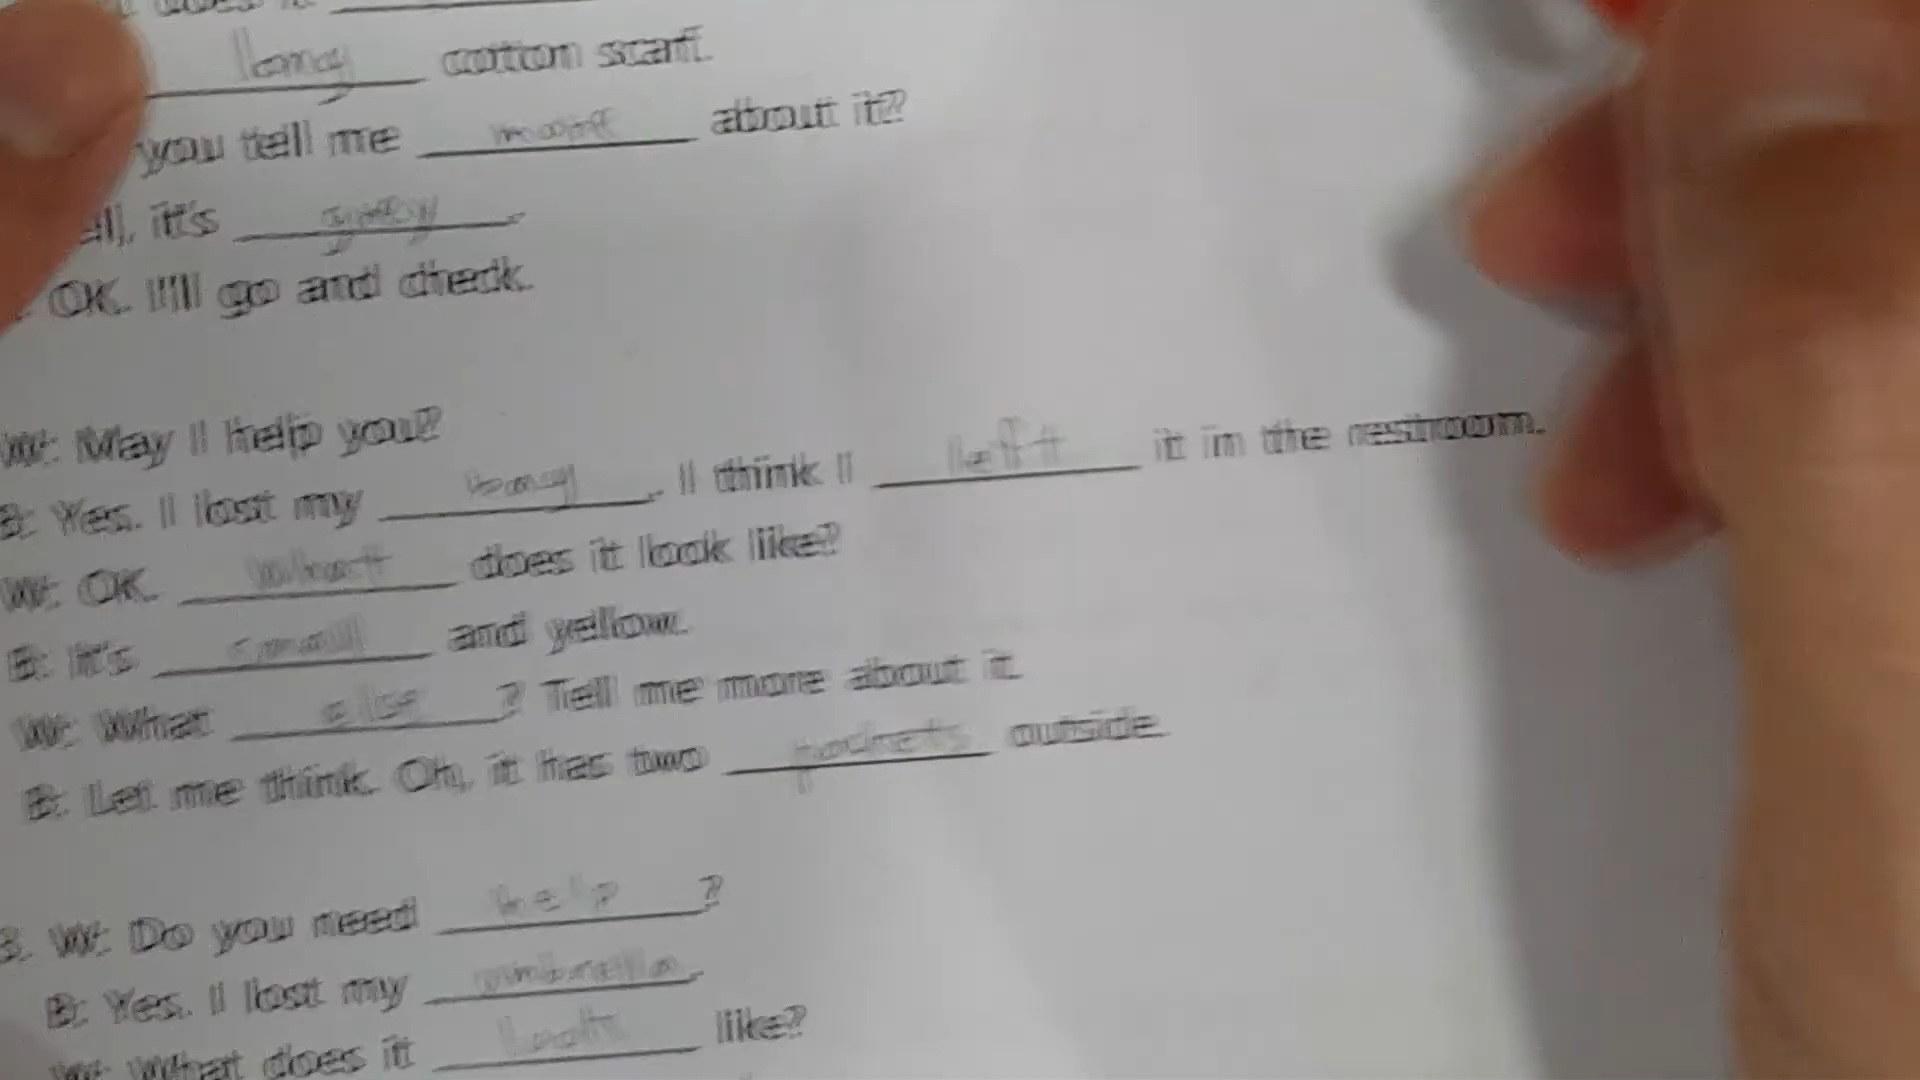 does it
long cotton scarf.
you tell me more about it?
it's grey.
OK. I'll go and check.
W: May I help you?
B: Yes. I lost my bag. I think I left it in the restroom.
W: OK. What does it look like?
B: It's small and yellow.
W: What else? Tell me more about it.
B: Let me think. Oh, it has two pockets outside.
3. W: Do you need help?
B: Yes. I lost my umbrella.
W: What does it look like?